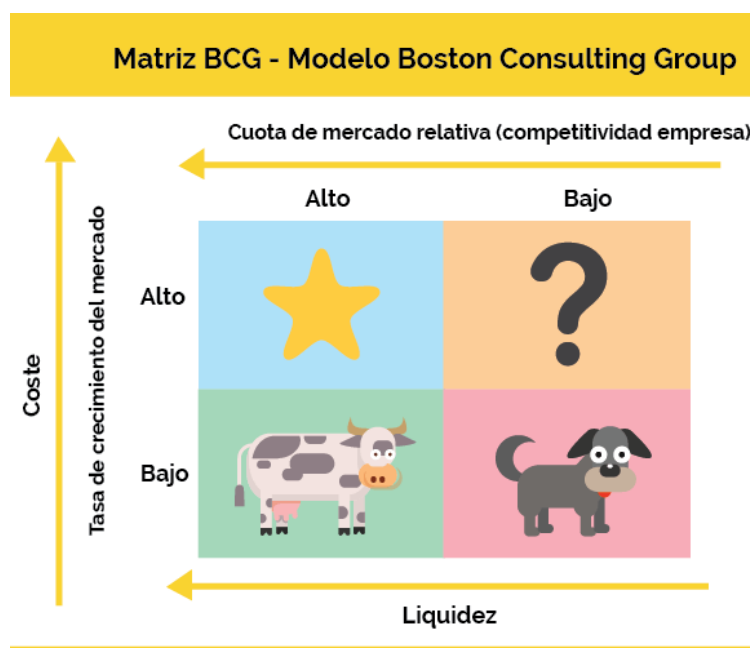 Matriz BCG - Modelo Boston Consulting Group
Cuota de mercado relativa (competitividad empresa)
Alto
Bajo
Coste
Tasa de crecimiento del mercado
Alto
?
Bajo
Liquidez